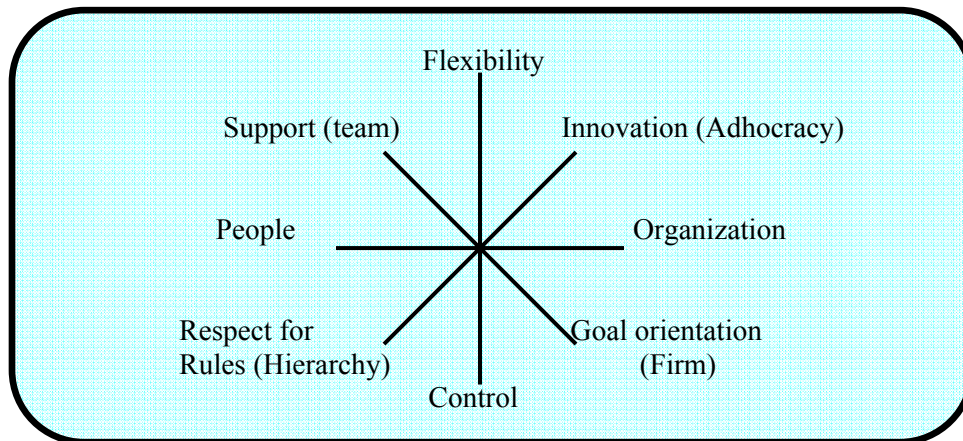 Flexibility
Support (team)
Innovation (Adhocracy)
People
Organization
Respect for
Rules (Hierarchy)
Goal orientation
(Firm)
Control